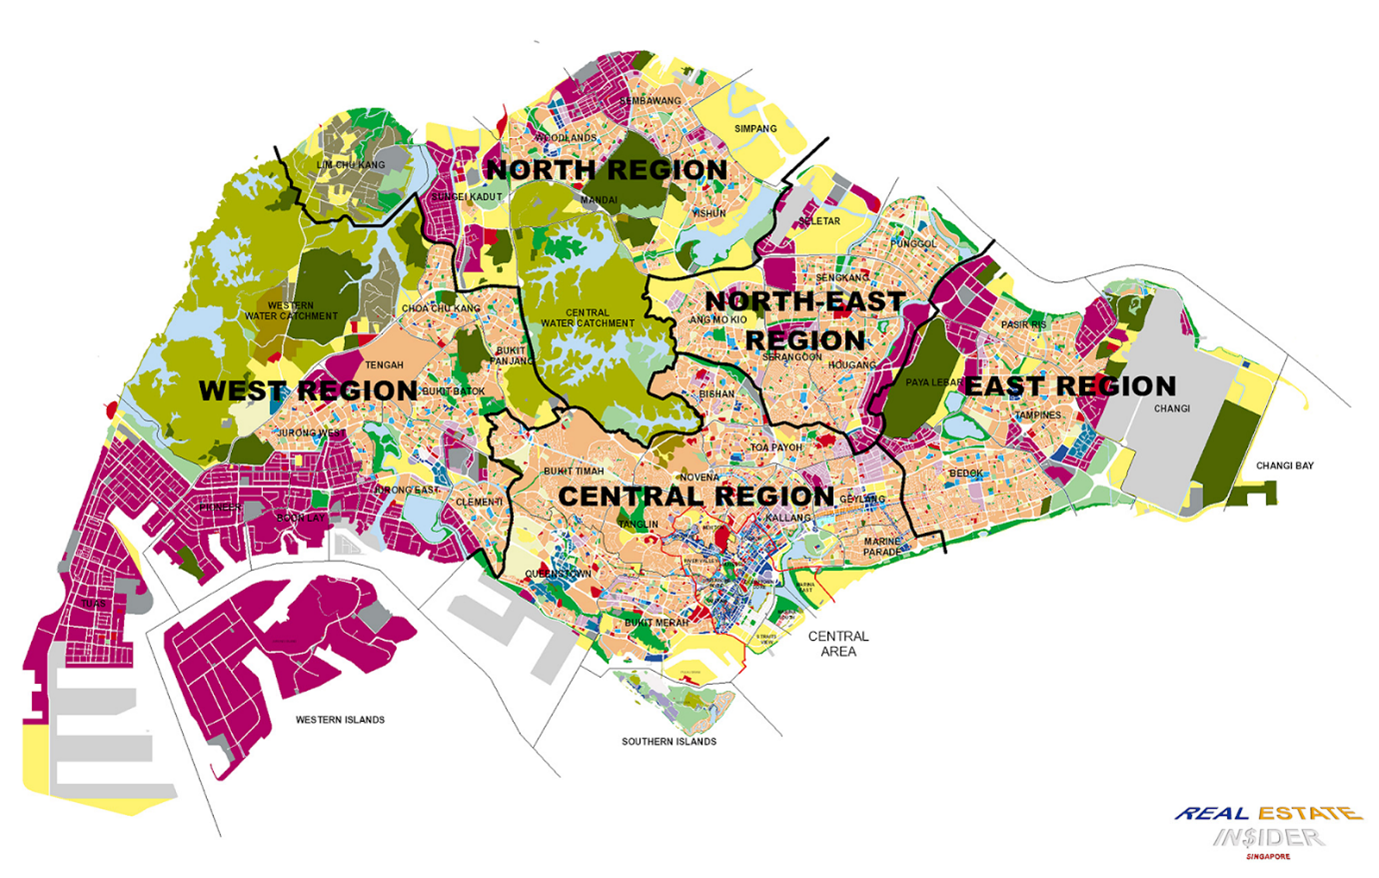 SEMBAWANG
SIMPANG
WOODLANDS
LIM CHU KANG
NORTH REGION
SUNGEI KADUT
MANDAI
YISHUN
SELETAR
PUNGGOL
SENGKANG
NORTH-EAST
REGION
WESTERN
WATER CATCHMENT
CHOA CHU KANG
CENTRAL
WATER CATCHMENT
ANG MO KIO
PASIR RIS
SERANGOON
HOUGANG
BUKIT
PANJANG
TENGAH
WEST REGION
BUKIT BATOK
BISHAN
PAYA LEBAR
EAST REGION
CHANGI
TAMPINES
JURONG WEST
TOA PAYOH
BUKIT TIMAH
NOVENA
BEDOK
CHANGI BAY
JURONG EAST
CLEMENTI
CENTRAL REGION
GEYLANG
PIONEER
BOON LAY
TANGLIN
KALLANG
MARINE
PARADE
QUEENSTOWN
TUAS
BUKIT MERAH
STRAITS
VIEW
CENTRAL
AREA
WESTERN ISLANDS
SOUTHERN ISLANDS
REAL ESTATE
IN$IDER
SINGAPORE